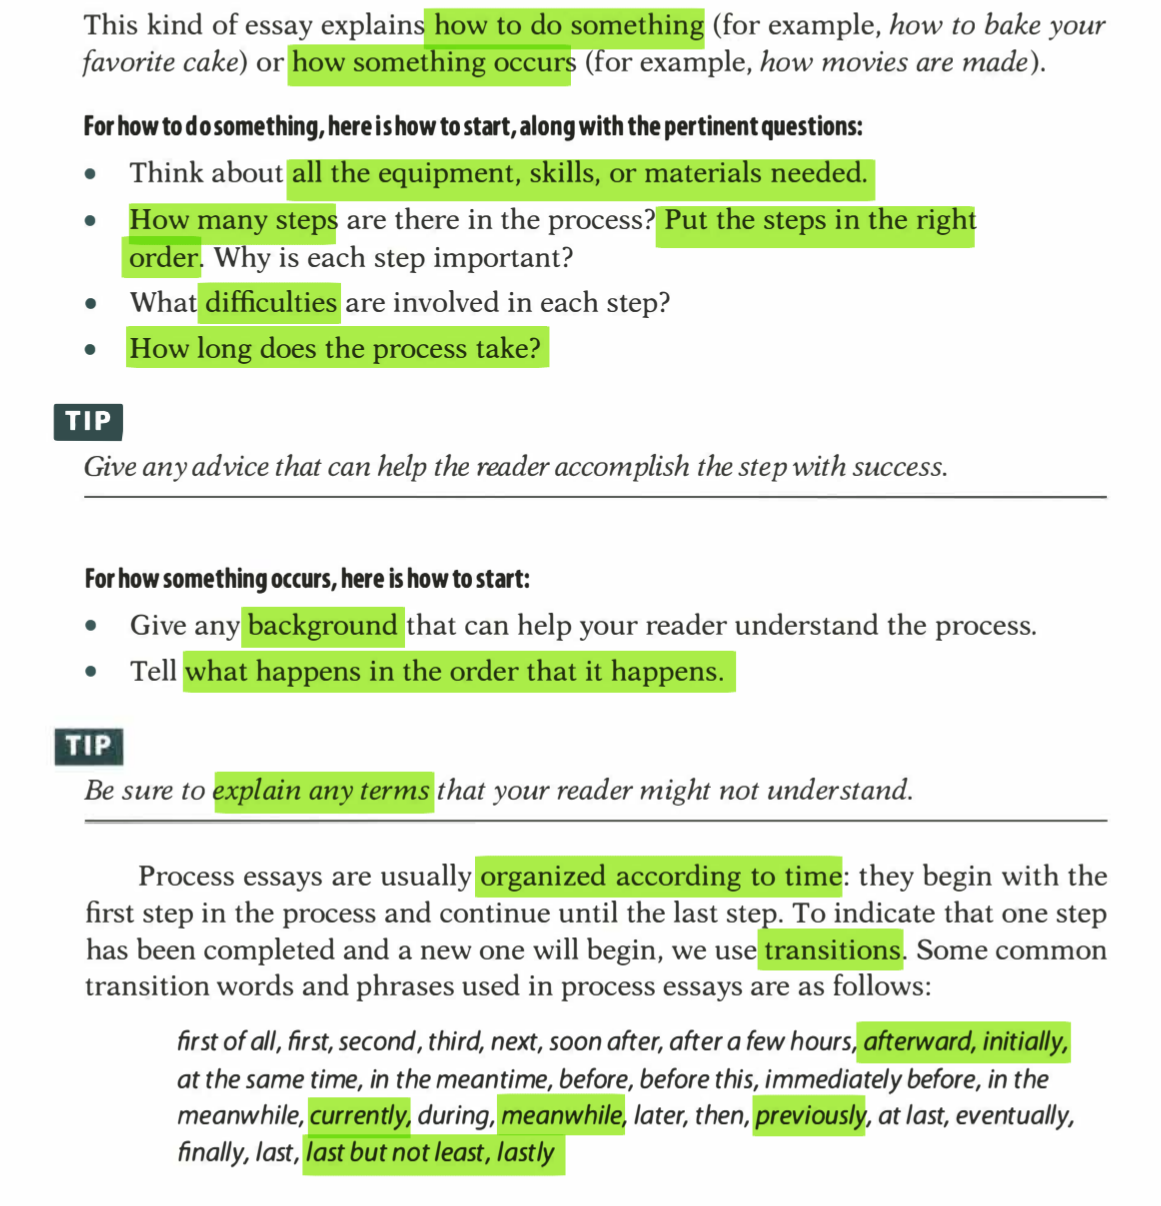 This kind of essay explains how to do something (for example, how to bake your
favorite cake) or how something occurs (for example, how movies are made).
For how to do something, here is how to start, along with the pertinent questions:
• Think about all the equipment, skills, or materials needed.
• How many steps are there in the process? Put the steps in the right
order. Why is each step important?
• What difficulties are involved in each step?
• How long does the process take?
TIP
Give any advice that can help the reader accomplish the step with success.
For how something occurs, here is how to start:
• Give any background that can help your reader understand the process.
• Tell what happens in the order that it happens.
TIP
Be sure to explain any terms that your reader might not understand.
Process essays are usually organized according to time: they begin with the
first step in the process and continue until the last step. To indicate that one step
has been completed and a new one will begin, we use transitions. Some common
transition words and phrases used in process essays are as follows:
first of all, first, second, third, next, soon after, after a few hours, afterward, initially,
at the same time, in the meantime, before, before this, immediately before, in the
meanwhile, currently, during, meanwhile, later, then, previously, at last, eventually,
finally, last, last but not least, lastly